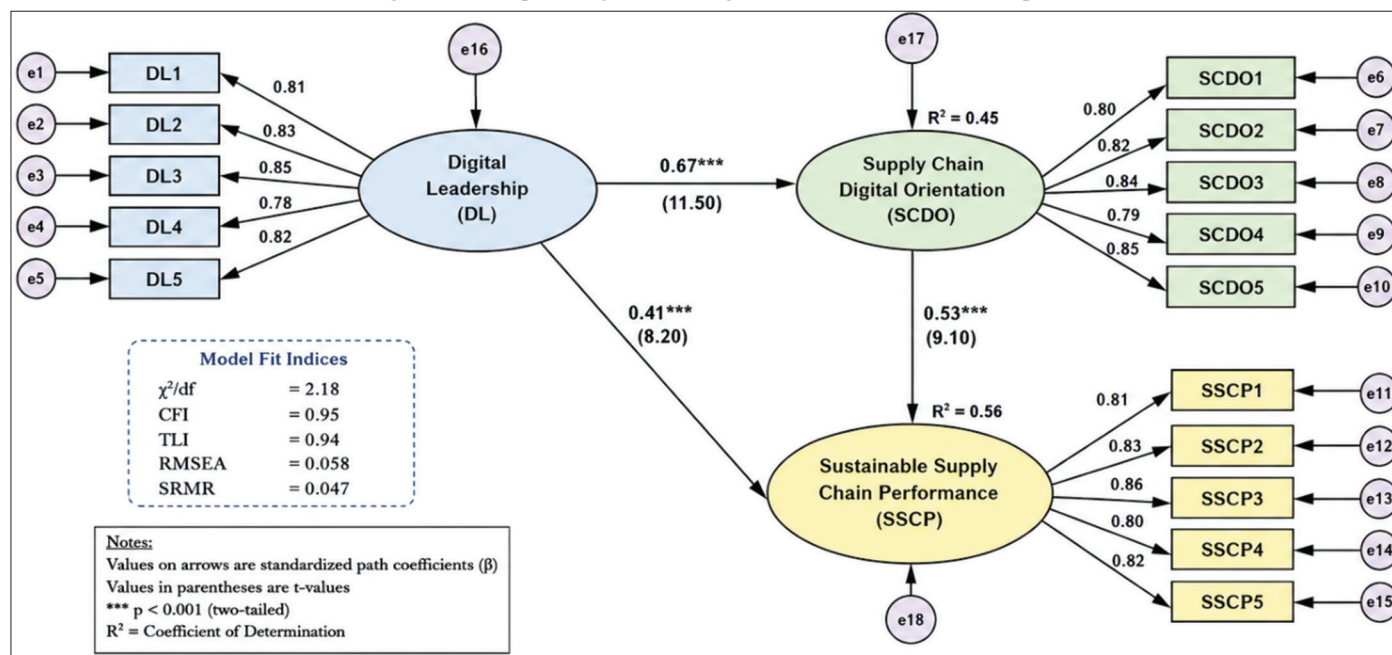 e16
e17
e1
DL1
0.81
e2
DL2
0.83
e3
DL3
0.85
e4
DL4
0.78
e5
DL5
0.82
Digital
Leadership
(DL)
0.67***
(11.50)
R² = 0.45
Supply Chain
Digital Orientation
(SCDO)
0.80
SCDO1
e6
0.82
SCDO2
e7
0.84
SCDO3
e8
0.79
SCDO4
e9
0.85
SCDO5
e10
0.41***
(8.20)
0.53***
(9.10)
Model Fit Indices
χ²/df = 2.18
CFI = 0.95
TLI = 0.94
RMSEA = 0.058
SRMR = 0.047
R² = 0.56
Sustainable Supply
Chain Performance
(SSCP)
0.81
SSCP1
e11
0.83
SSCP2
e12
0.86
SSCP3
e13
0.80
SSCP4
e14
0.82
SSCP5
e15
e18
Notes:
Values on arrows are standardized path coefficients (β)
Values in parentheses are t-values
*** p < 0.001 (two-tailed)
R² = Coefficient of Determination